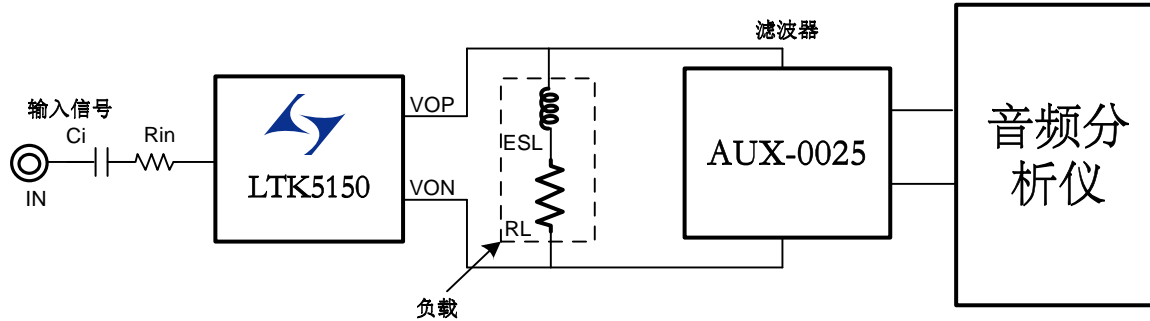 滤波器
输入信号
Ci
Rin
IN
LTK5150
VOP
VON
ESL
RL
负载
AUX-0025
音频分
析仪